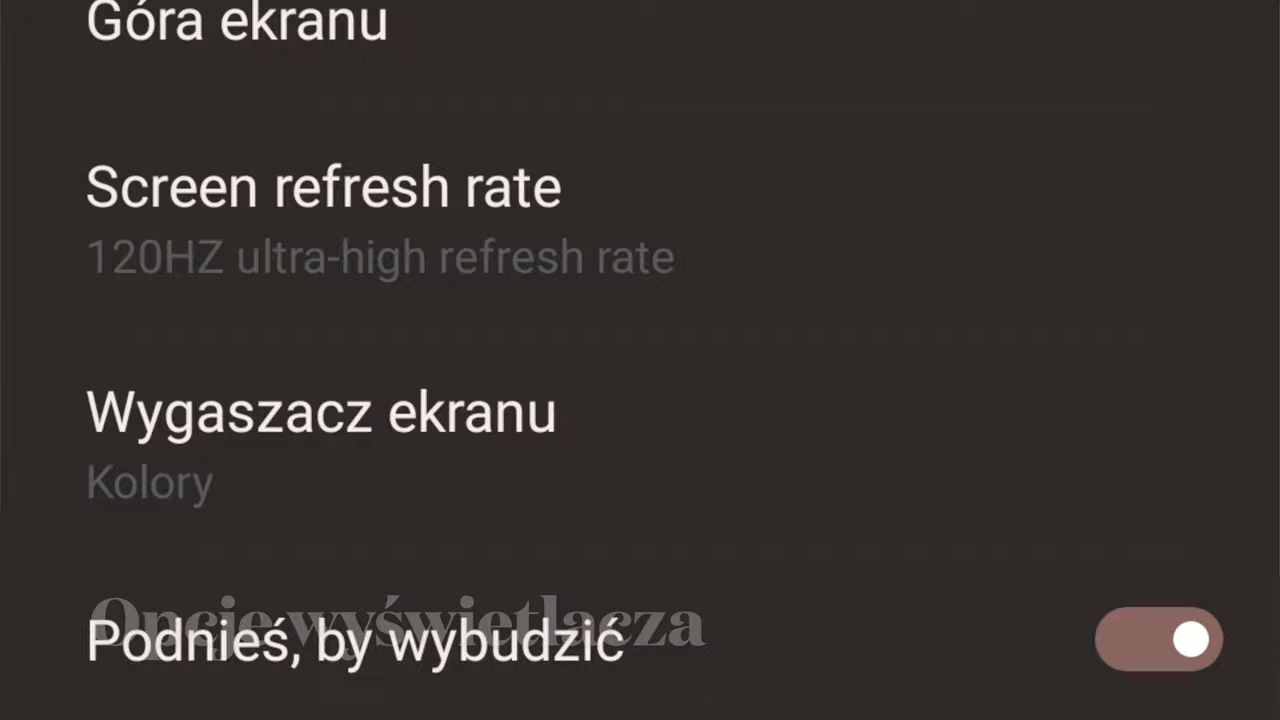 Góra ekranu
Screen refresh rate
120HZ ultra-high refresh rate
Wygaszacz ekranu
Kolory
Opcje wyświetlacza
Podnieś, by wybudzić